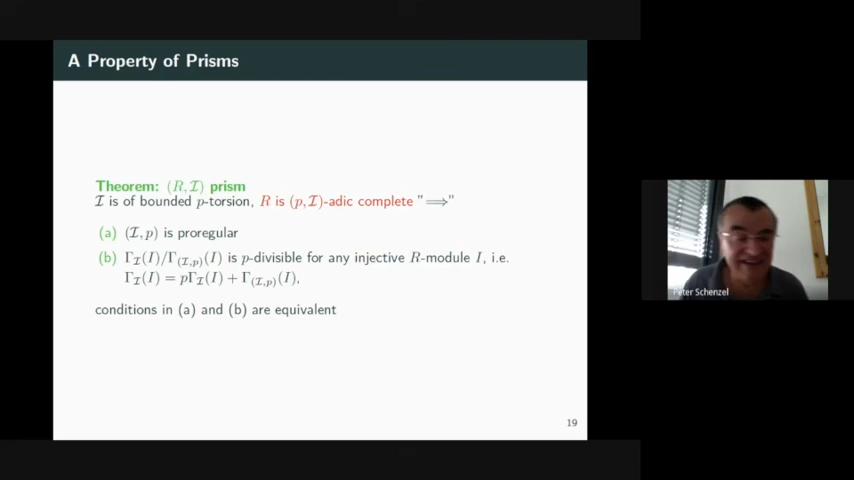 A Property of Prisms
Theorem: (R, ℐ) prism
ℐ is of bounded p-torsion, R is (p, ℐ)-adic complete "⟹"
(a) (ℐ, p) is proregular
(b) Γ_ℐ(I)/Γ_(ℐ,p)(I) is p-divisible for any injective R-module I, i.e.
Γ_ℐ(I) = pΓ_ℐ(I) + Γ_(ℐ,p)(I),
conditions in (a) and (b) are equivalent
19
Peter Schenzel